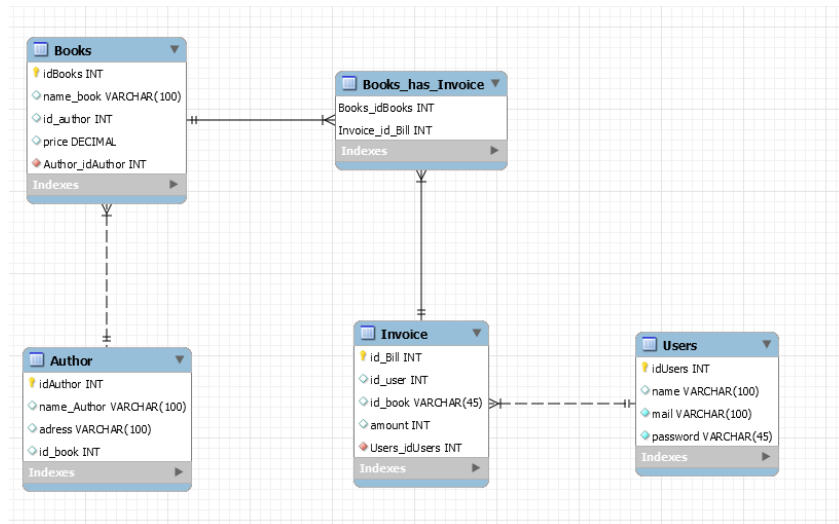 Books
idBooks INT
name_book VARCHAR(100)
id_author INT
price DECIMAL
Author_idAuthor INT
Indexes
Books_has_Invoice
Books_idBooks INT
Invoice_id_Bill INT
Indexes
Author
idAuthor INT
name_Author VARCHAR(100)
adress VARCHAR(100)
id_book INT
Indexes
Invoice
id_Bill INT
id_user INT
id_book VARCHAR(45)
amount INT
Users_idUsers INT
Indexes
Users
idUsers INT
name VARCHAR(100)
mail VARCHAR(100)
password VARCHAR(45)
Indexes